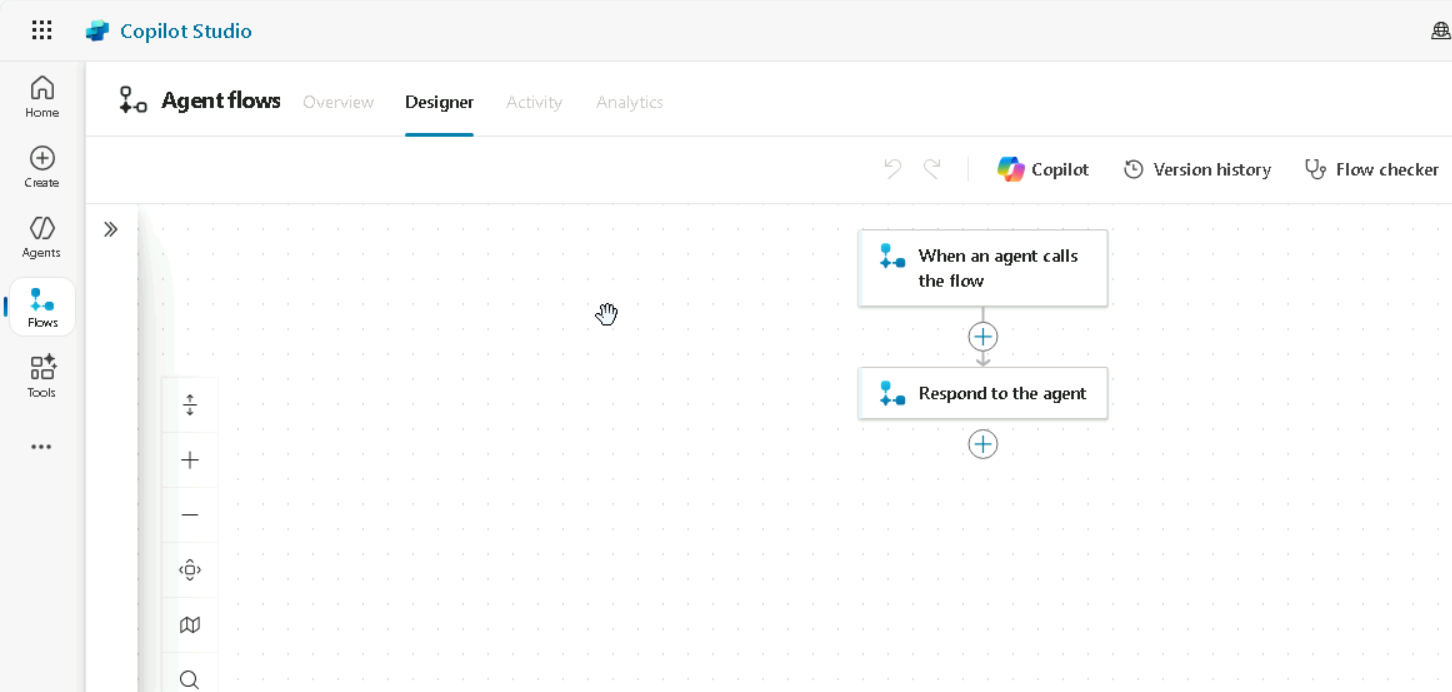 Copilot Studio
Agent flows
Overview
Designer
Activity
Analytics
Home
Create
Agents
Flows
Tools
Copilot
Version history
Flow checker
When an agent calls
the flow
Respond to the agent